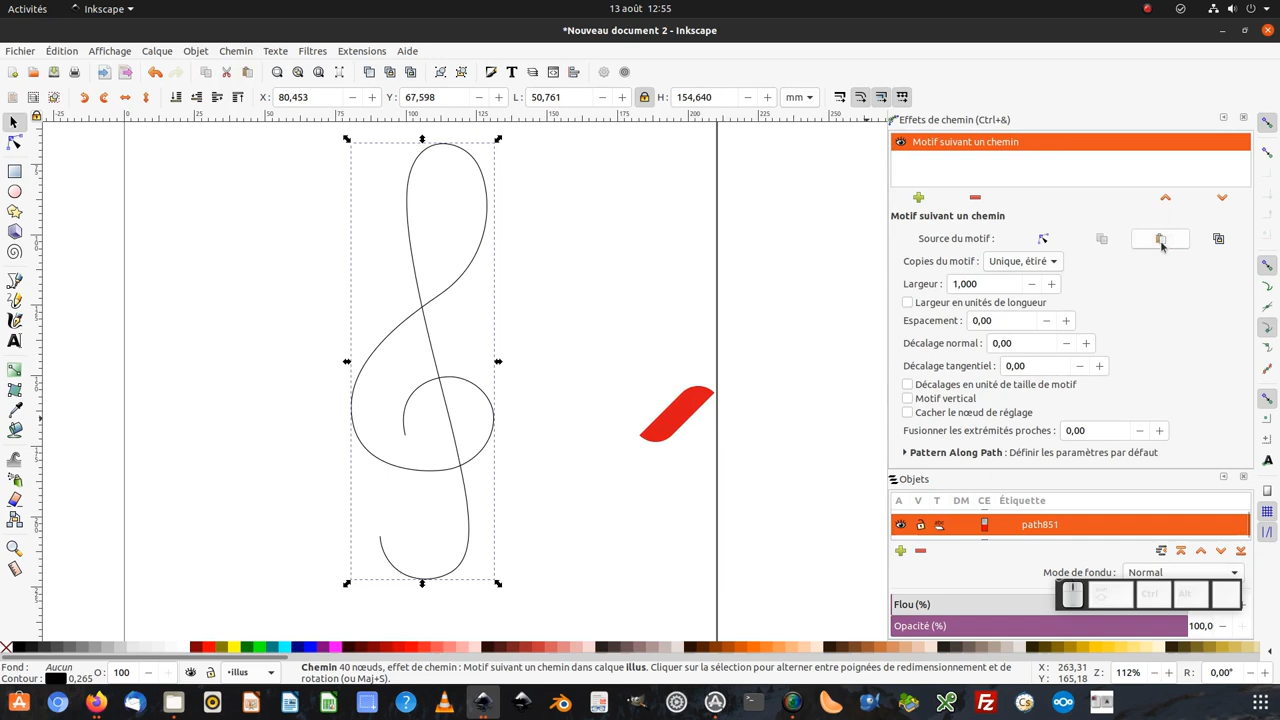 Activités Inkscape 13 août 12:55
*Nouveau document 2 - Inkscape
Fichier Édition Affichage Calque Objet Chemin Texte Filtres Extensions Aide
X: 80,453 Y: 67,598 L: 50,761 H: 154,640 mm
Effets de chemin (Ctrl+&)
Motif suivant un chemin
Motif suivant un chemin
Source du motif :
Copies du motif : Unique, étiré
Largeur : 1,000
Largeur en unités de longueur
Espacement : 0,00
Décalage normal : 0,00
Décalage tangentiel : 0,00
Décalages en unité de taille de motif
Motif vertical
Cacher le nœud de réglage
Fusionner les extrémités proches : 0,00
Pattern Along Path : Définir les paramètres par défaut
Objets
A V T DM CE Étiquette
path851
Mode de fondu : Normal
Ctrl Alt
Flou (%)
Opacité (%) 100,0
Fond : Aucun
Contour : 0,265
O: 100
•illus
Chemin 40 nœuds, effet de chemin : Motif suivant un chemin dans calque illus. Cliquer sur la sélection pour alterner entre poignées de redimensionnement et de rotation (ou Maj+S).
X: 263,31
Y: 165,18
Z: 112%
R: 0,00°